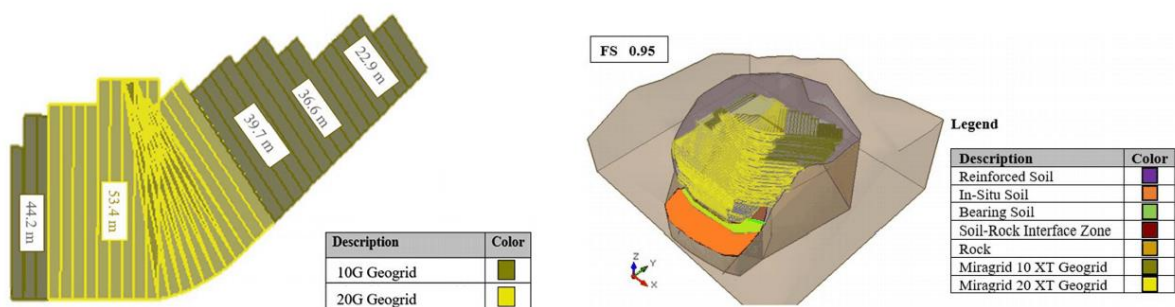 44.2 m
53.4 m
39.7 m
36.6 m
22.9 m
Description Color
10G Geogrid
20G Geogrid
FS 0.95
Z
Y
X
Legend
Description Color
Reinforced Soil
In-Situ Soil
Bearing Soil
Soil-Rock Interface Zone
Rock
Miragrid 10 XT Geogrid
Miragrid 20 XT Geogrid